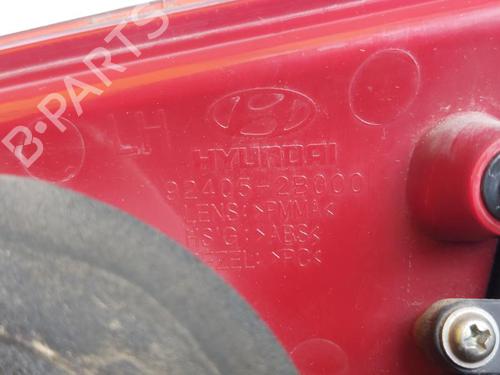 B-PARTS
LH
HYUNDAI
92405-2B000
LENS:>PMMA<
HS'G:>ABS<
BEZEL:>PC<